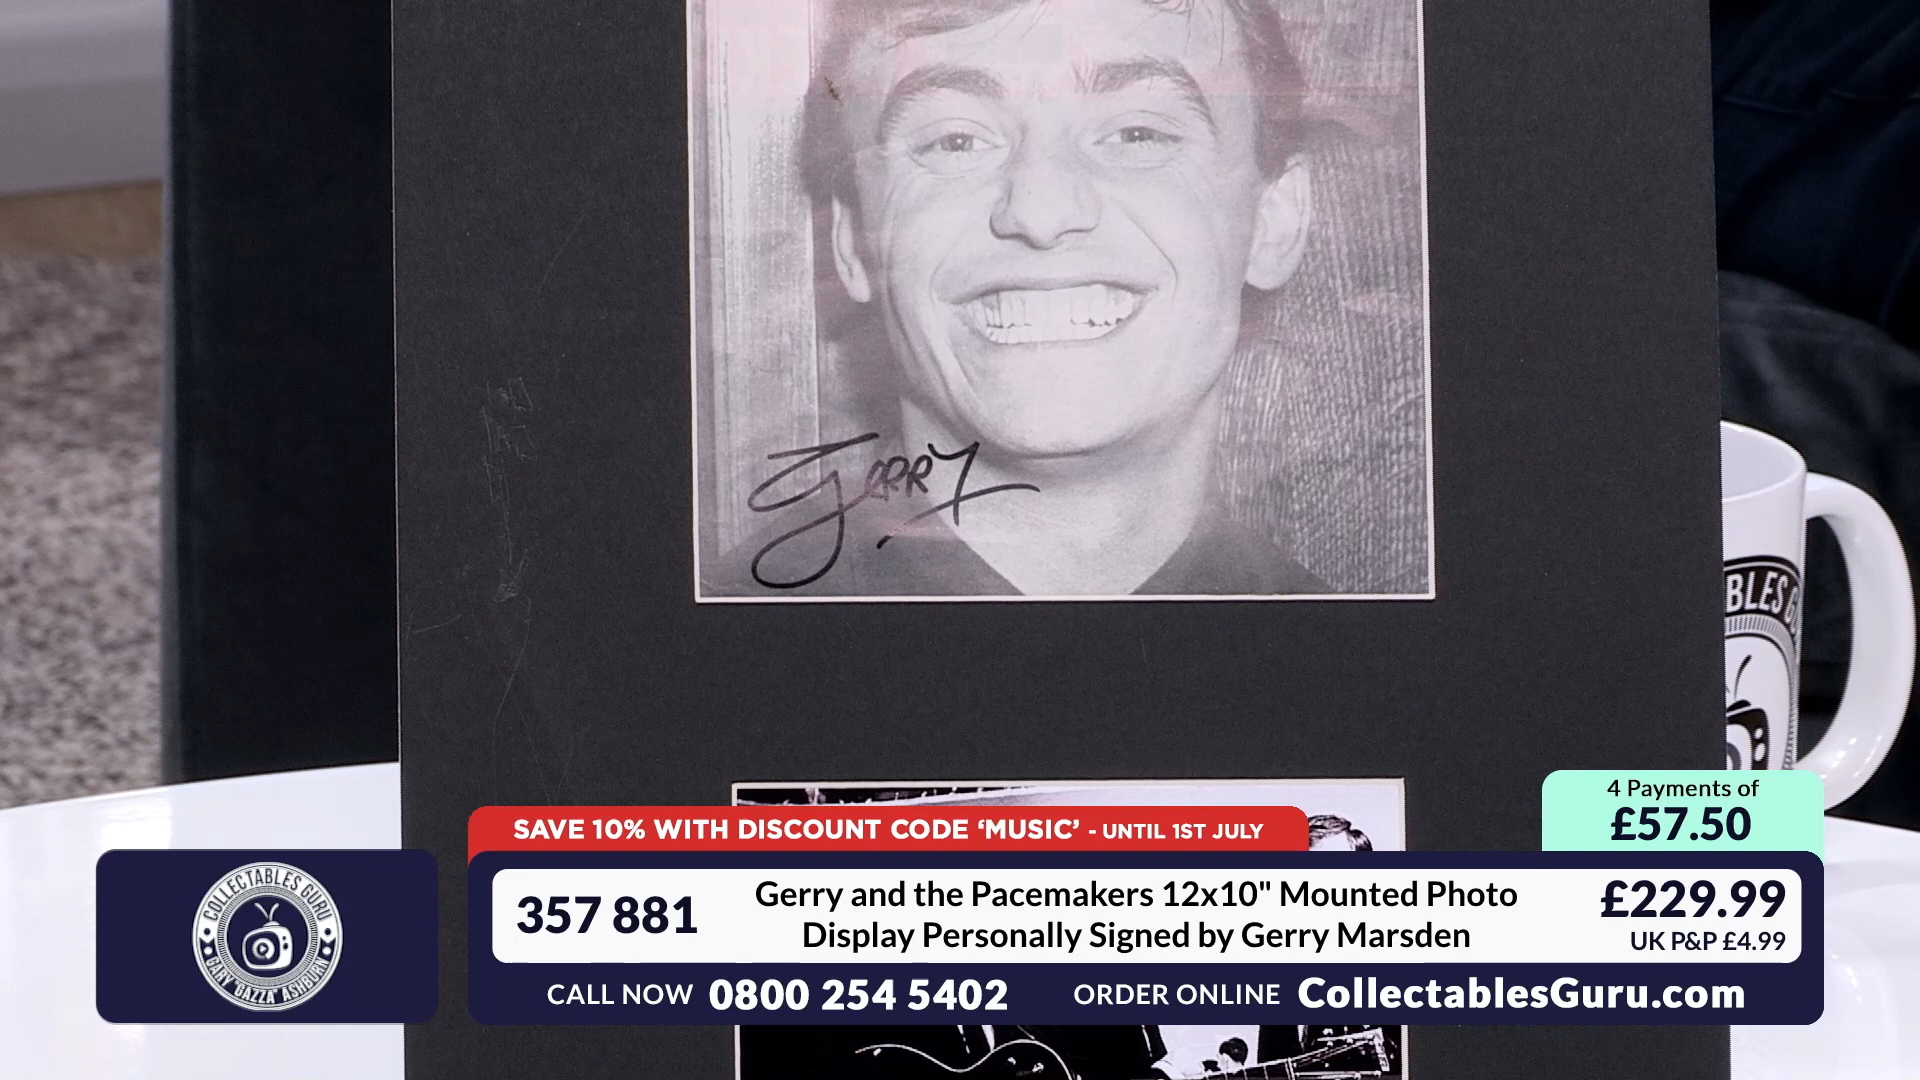 Gerry
BLES G
4 Payments of
£57.50
SAVE 10% WITH DISCOUNT CODE ‘MUSIC’ - UNTIL 1ST JULY
COLLECTABLES GURU
GARY "GAZZA" ASHBURN
357 881
Gerry and the Pacemakers 12x10" Mounted Photo
Display Personally Signed by Gerry Marsden
£229.99
UK P&P £4.99
CALL NOW 0800 254 5402
ORDER ONLINE CollectablesGuru.com